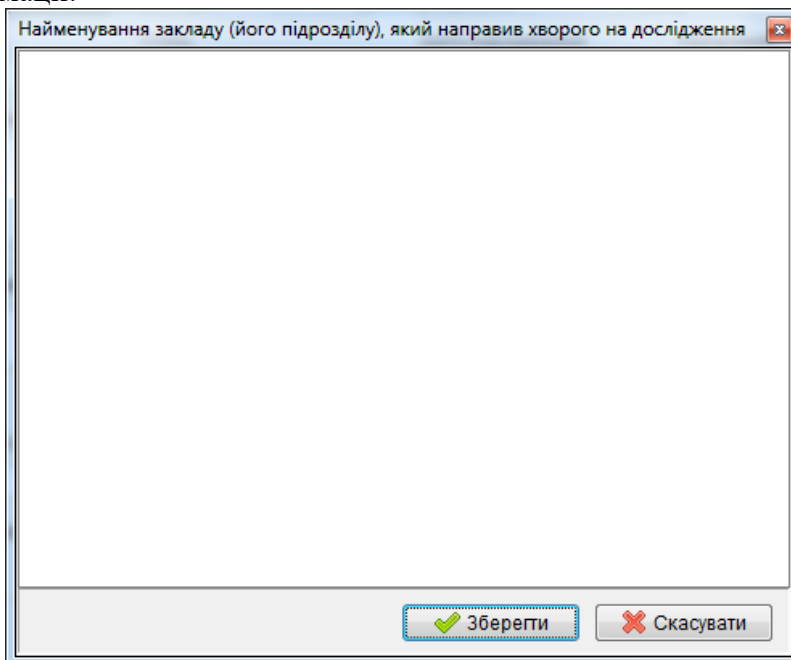 Найменування закладу (його підрозділу), який направив хворого на дослідження
Зберегти Скасувати